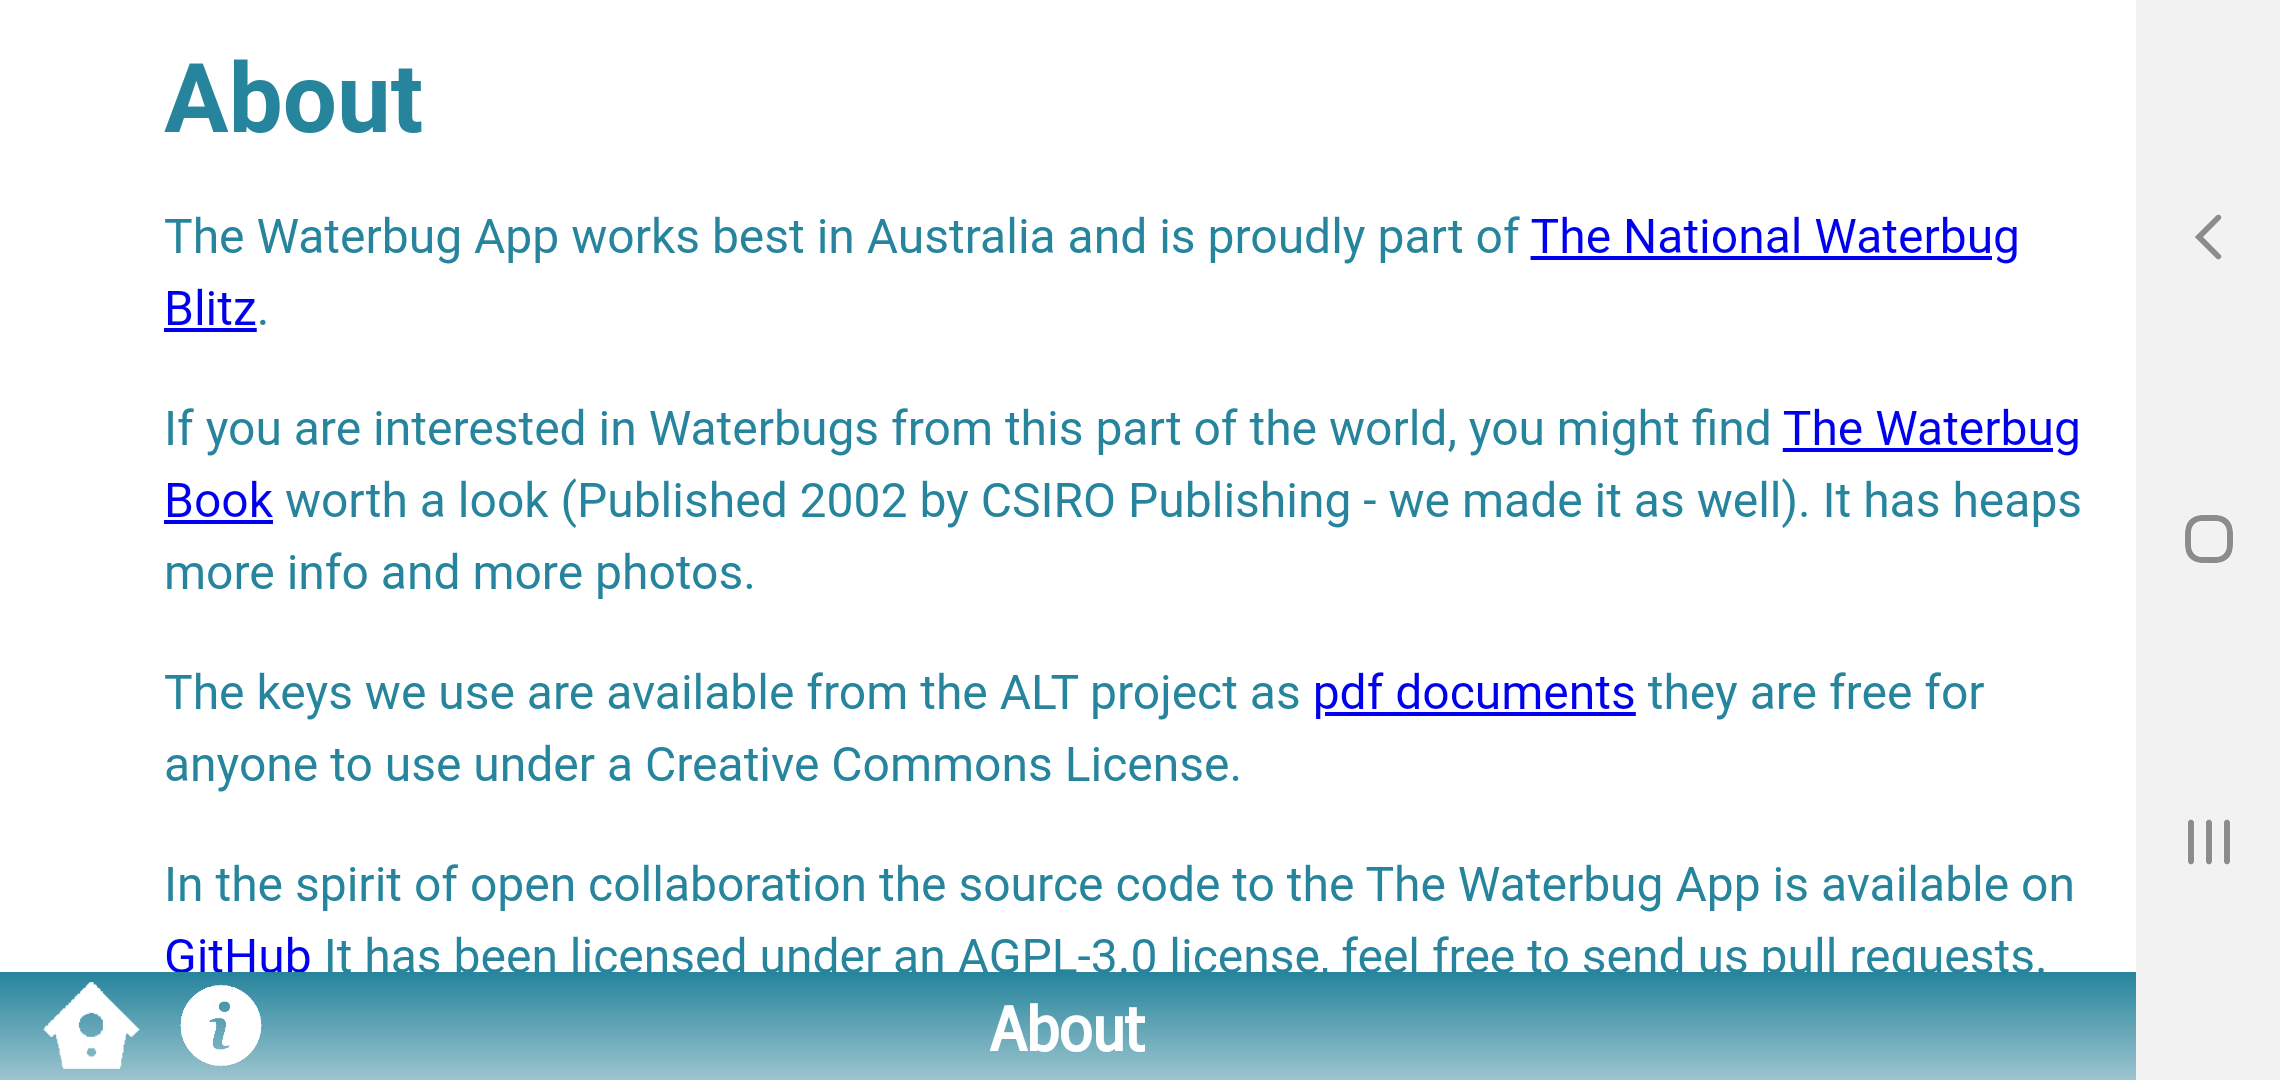 About
The Waterbug App works best in Australia and is proudly part of The National Waterbug
Blitz.
If you are interested in Waterbugs from this part of the world, you might find The Waterbug
Book worth a look (Published 2002 by CSIRO Publishing - we made it as well). It has heaps
more info and more photos.
The keys we use are available from the ALT project as pdf documents they are free for
anyone to use under a Creative Commons License.
In the spirit of open collaboration the source code to the The Waterbug App is available on
GitHub It has been licensed under an AGPL-3.0 license, feel free to send us pull requests.
i
About